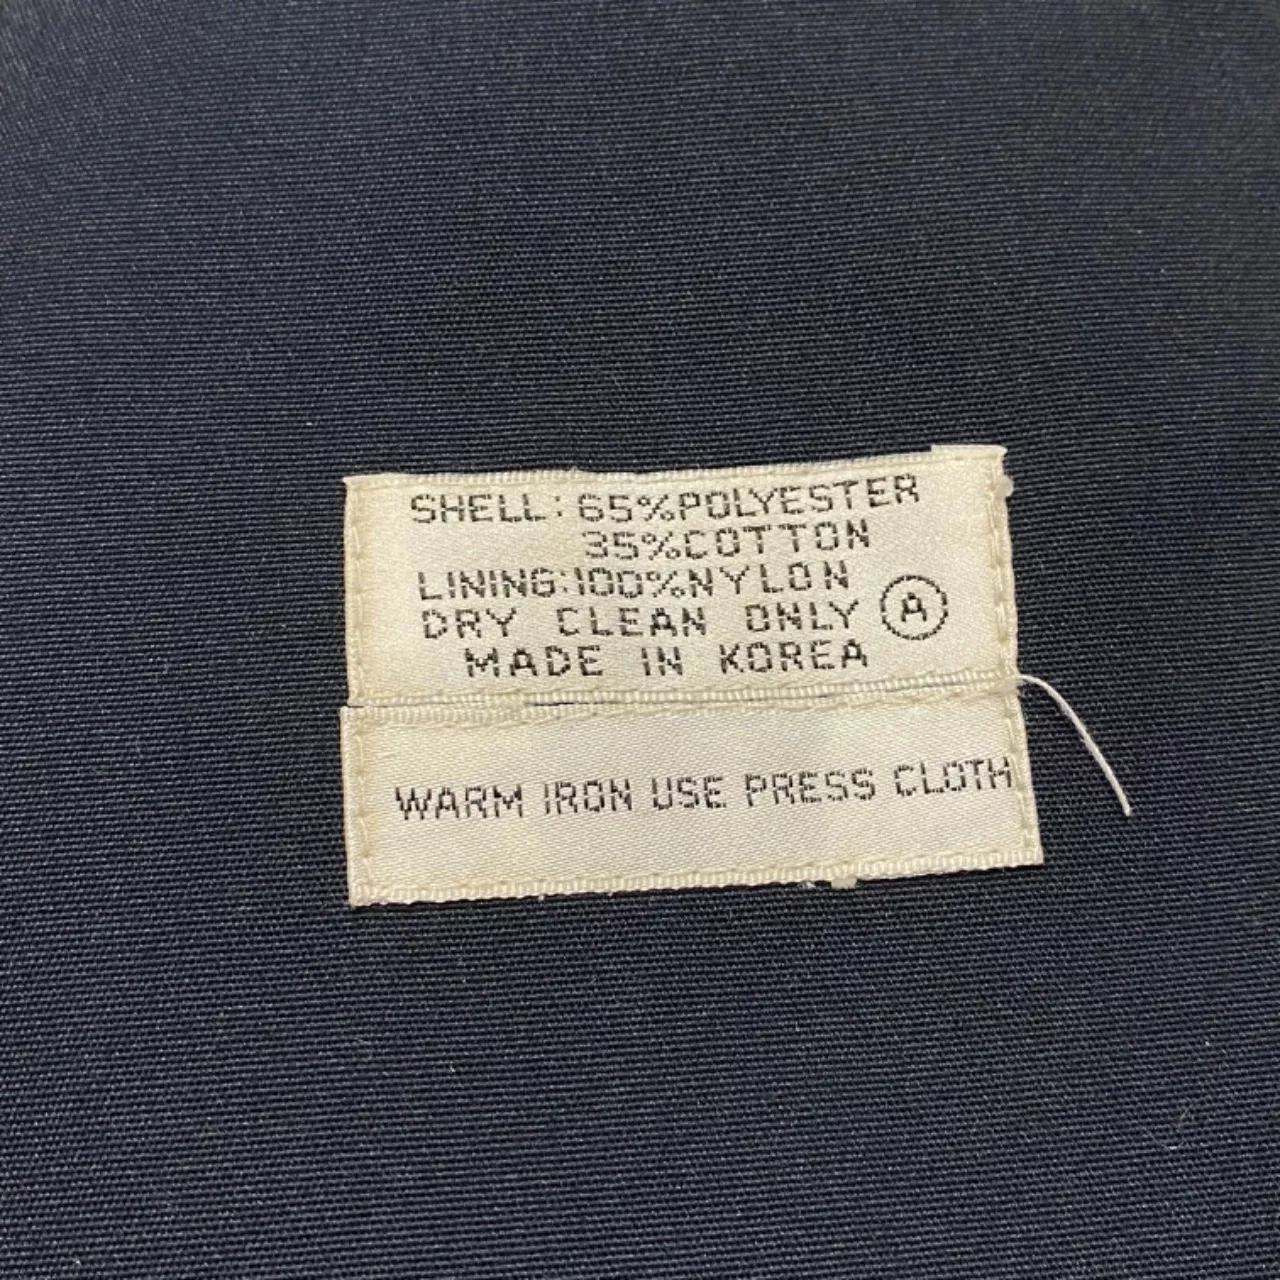 SHELL: 65%POLYESTER
35%COTTON
LINING:100%NYLON
DRY CLEAN ONLY Ⓐ
MADE IN KOREA
WARM IRON USE PRESS CLOTH